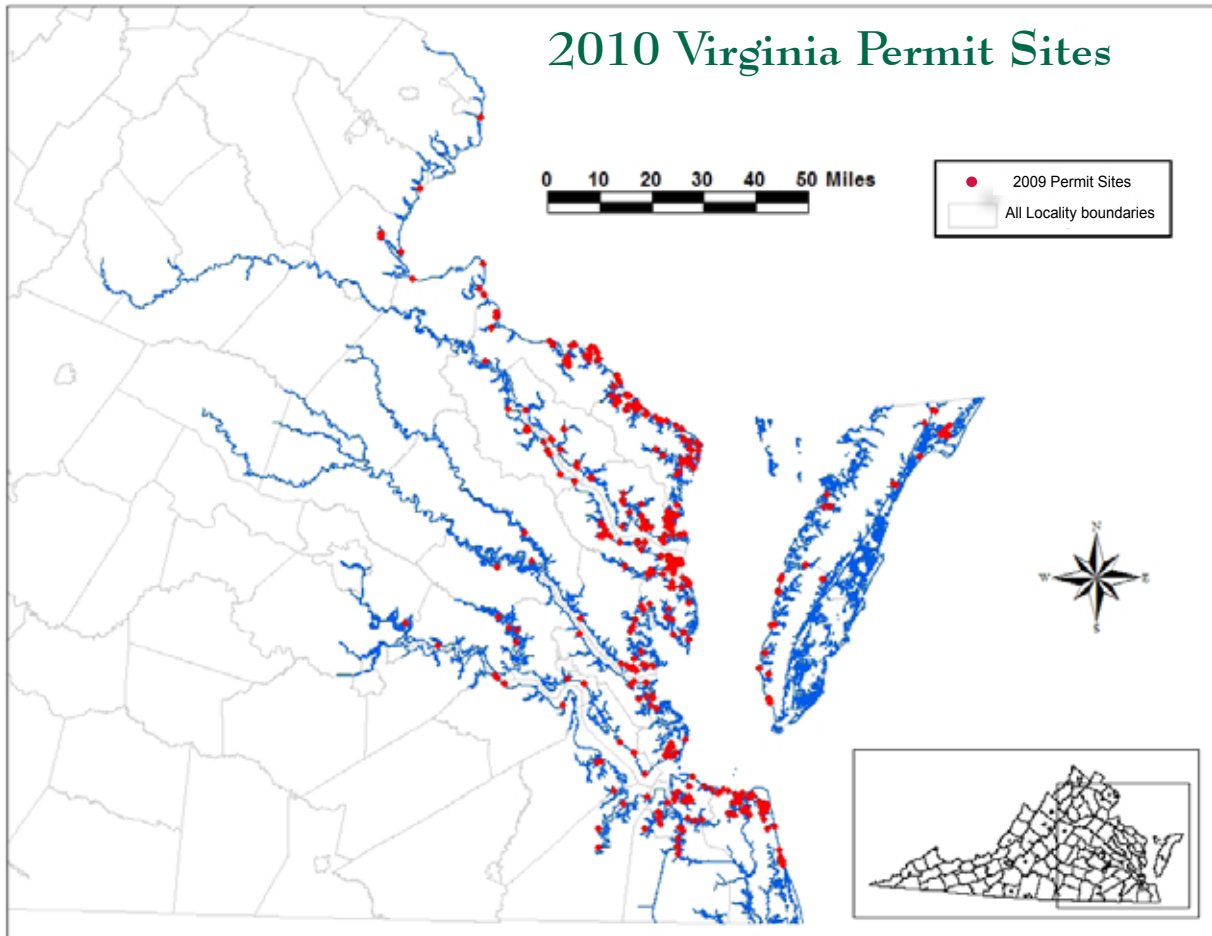 2010 Virginia Permit Sites
0 10 20 30 40 50 Miles
2009 Permit Sites
All Locality boundaries
N
W E
S